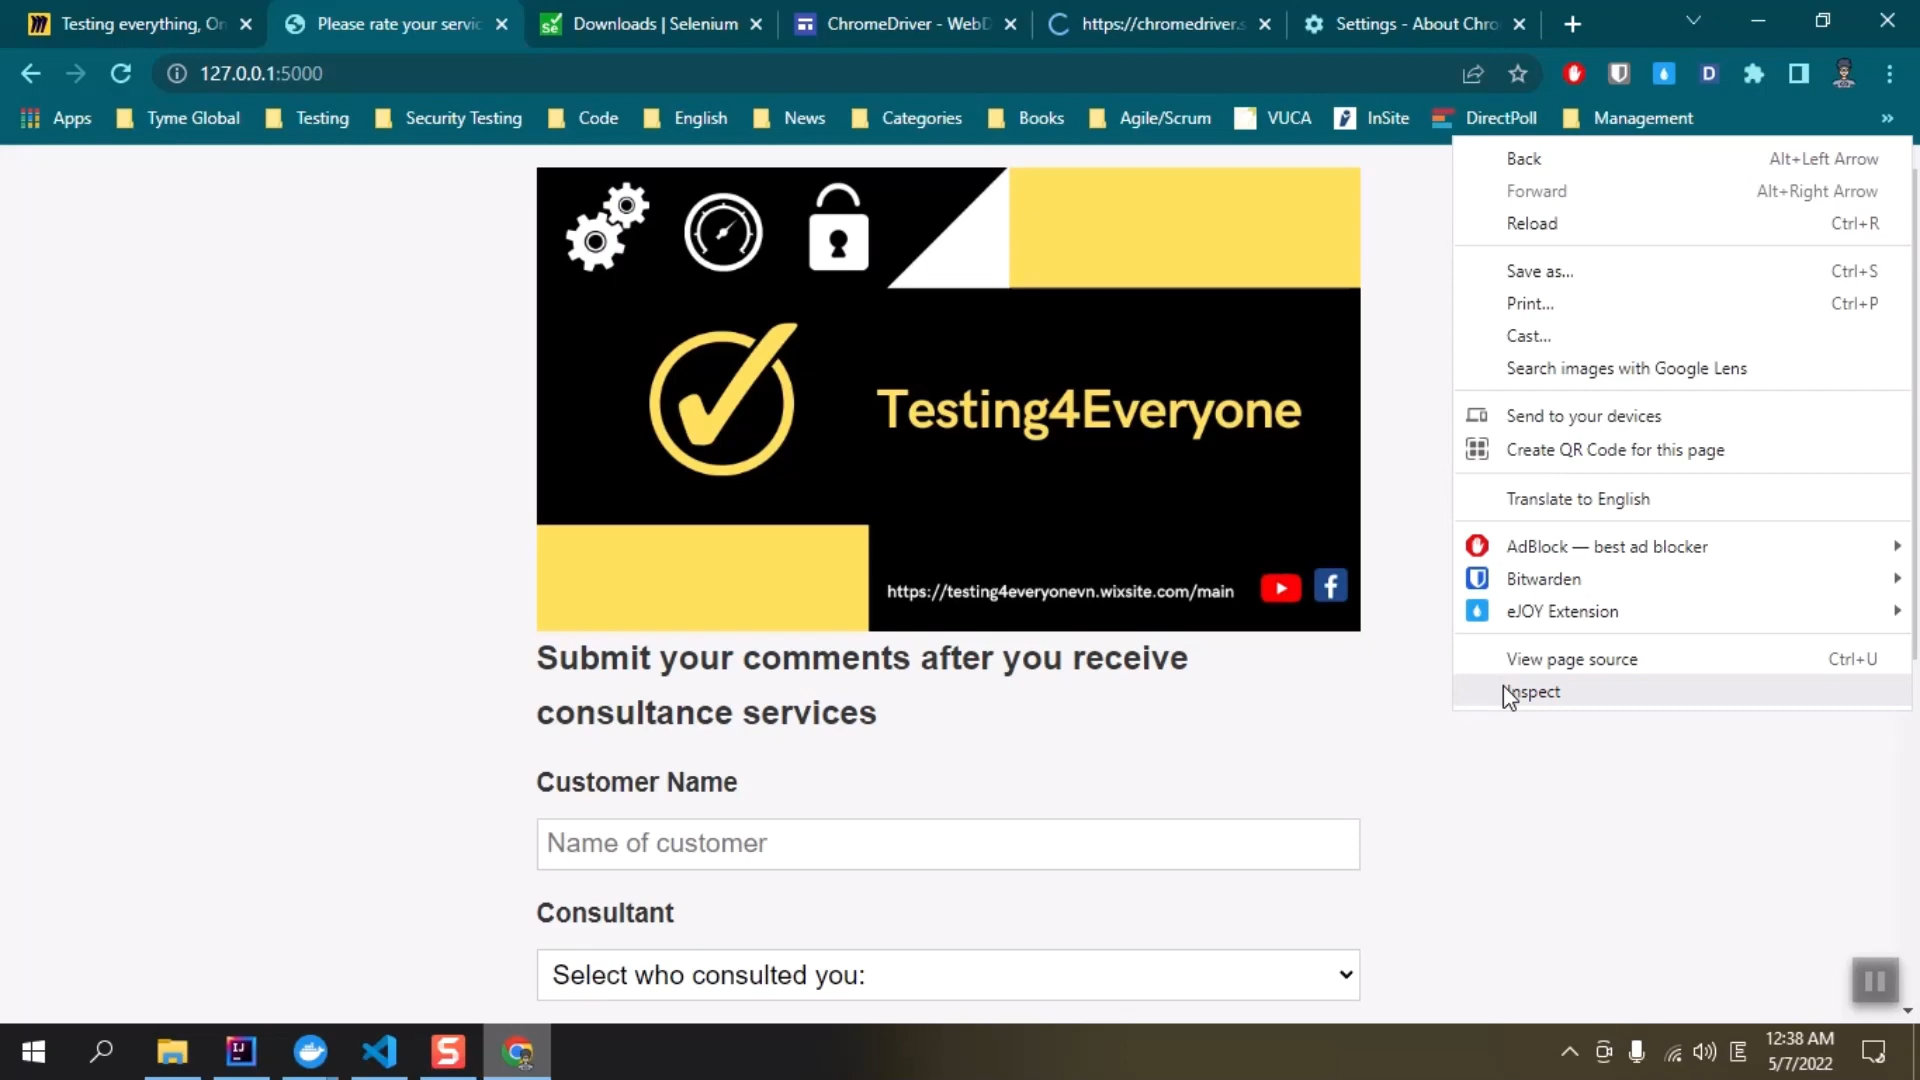 Testing everything, On
Please rate your servic
Downloads | Selenium
ChromeDriver - WebD
https://chromedriver.s
Settings - About Chro
127.0.0.1:5000
Apps
Tyme Global
Testing
Security Testing
Code
English
News
Categories
Books
Agile/Scrum
VUCA
InSite
DirectPoll
Management
»
Back Alt+Left Arrow
Forward Alt+Right Arrow
Reload Ctrl+R
Save as... Ctrl+S
Print... Ctrl+P
Cast...
Search images with Google Lens
Send to your devices
Create QR Code for this page
Translate to English
AdBlock — best ad blocker
Bitwarden
eJOY Extension
View page source Ctrl+U
Inspect
Testing4Everyone
https://testing4everyonevn.wixsite.com/main
Submit your comments after you receive
consultance services
Customer Name
Name of customer
Consultant
Select who consulted you:
12:38 AM
5/7/2022